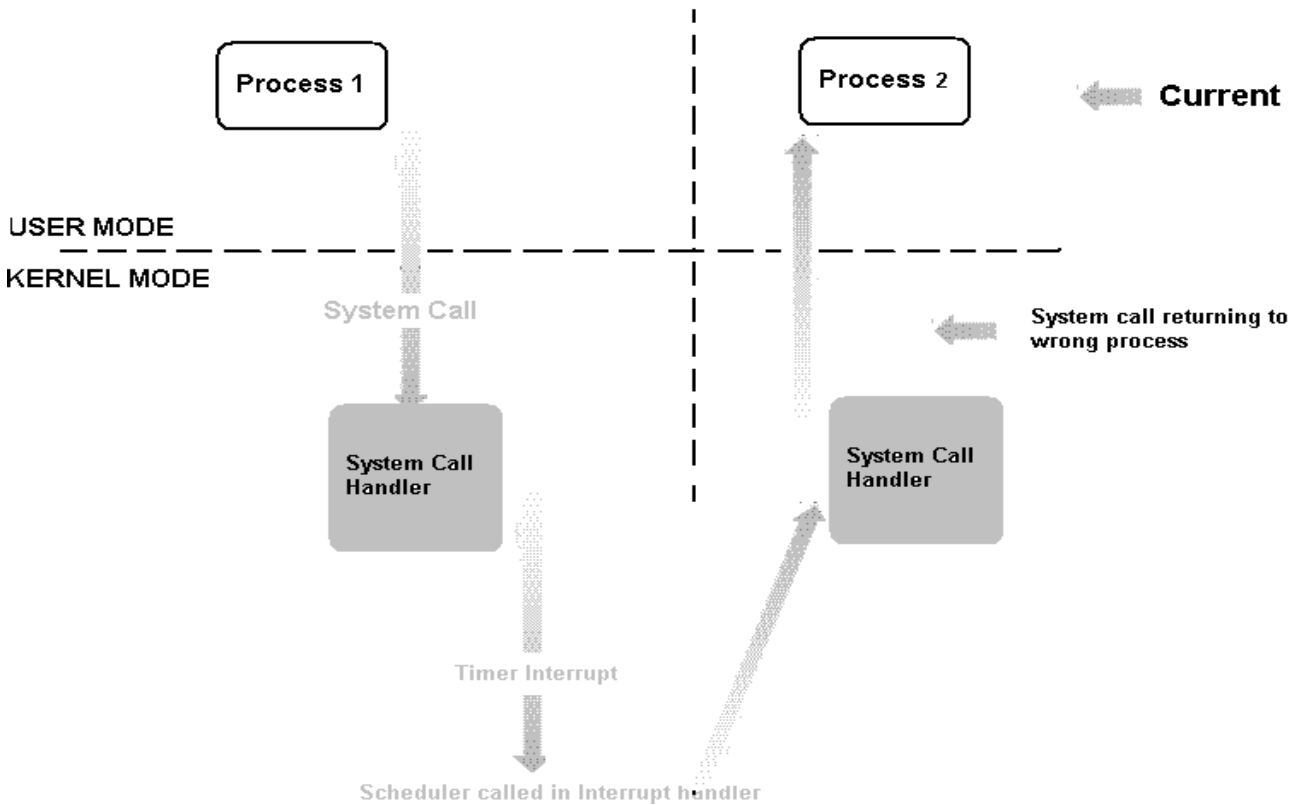 Process 1
Process 2
Current
USER MODE
KERNEL MODE
System Call
System call returning to
wrong process
System Call
Handler
System Call
Handler
Timer Interrupt
Scheduler called in Interrupt handler